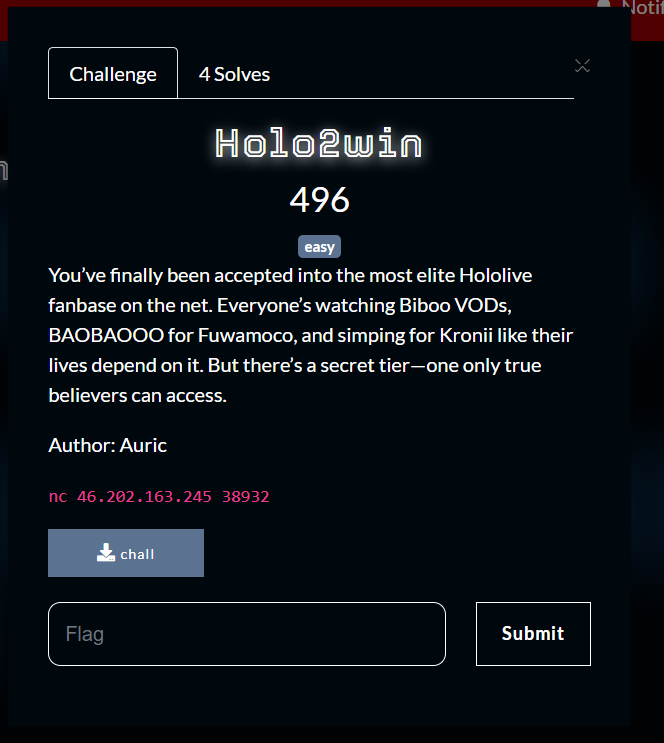 Notif
Challenge
4 Solves
Holo2win
496
easy
You’ve finally been accepted into the most elite Hololive
fanbase on the net. Everyone’s watching Biboo VODs,
BAOBAOOO for Fuwamoco, and simping for Kronii like their
lives depend on it. But there’s a secret tier—one only true
believers can access.
Author: Auric
nc 46.202.163.245 38932
chall
Flag
Submit